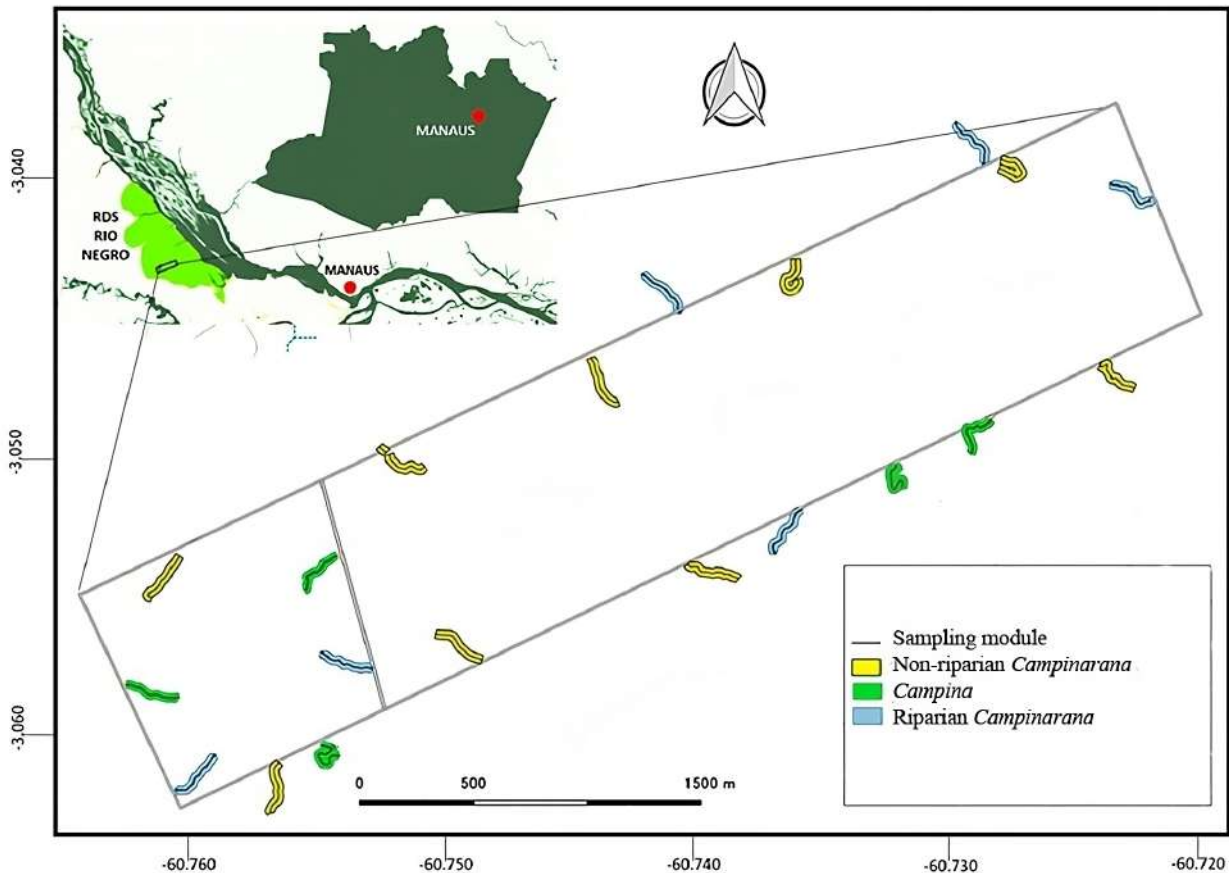 MANAUS
RDS
RIO
NEGRO
MANAUS
-3.040
-3.050
-3.060
Sampling module
Non-riparian Campinarana
Campina
Riparian Campinarana
0 500 1500 m
-60.760 -60.750 -60.740 -60.730 -60.720